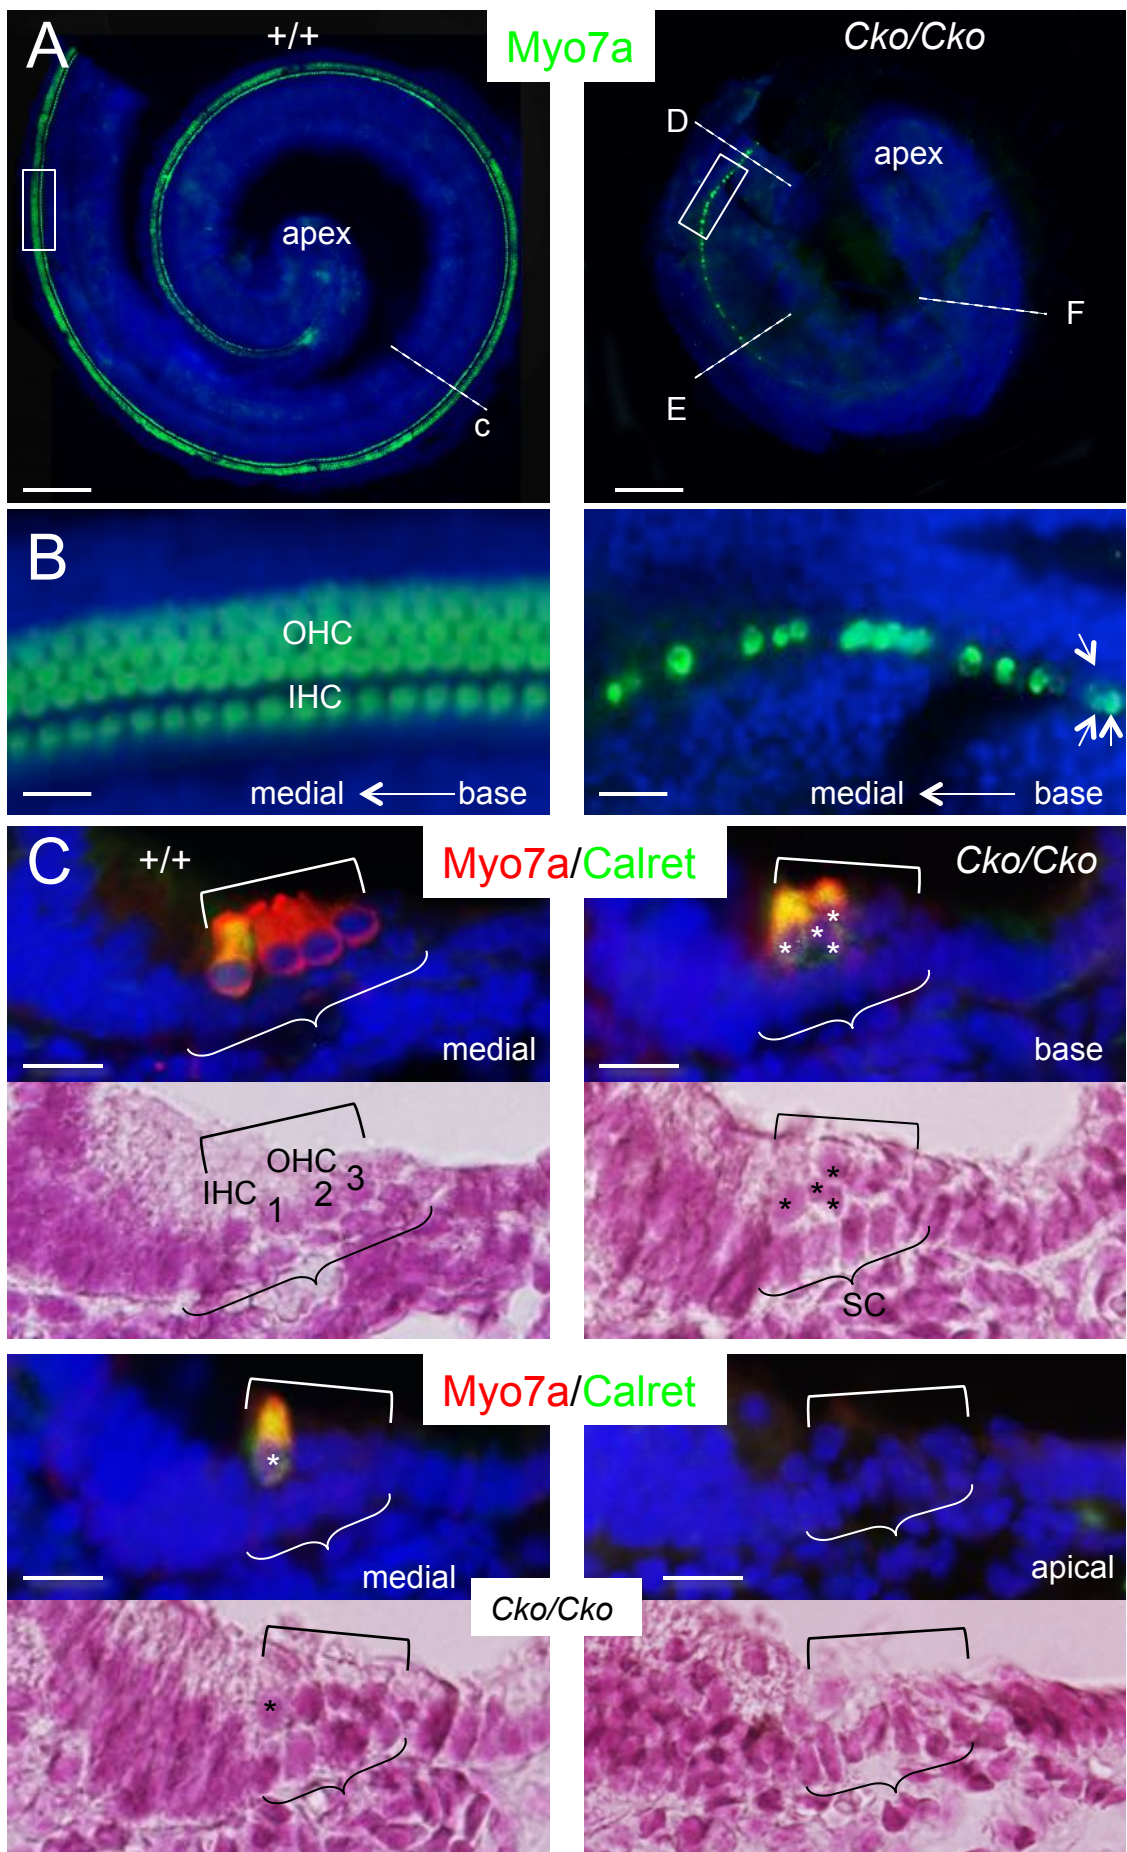 A
+/+
Myo7a
Cko/Cko
D
apex
apex
F
E
c
B
OHC
IHC
medial
base
medial
base
C
+/+
Myo7a/Calret
Cko/Cko
* * * *
medial
base
OHC
IHC 1 2 3
* * * *
SC
Myo7a/Calret
*
medial
apical
Cko/Cko
*